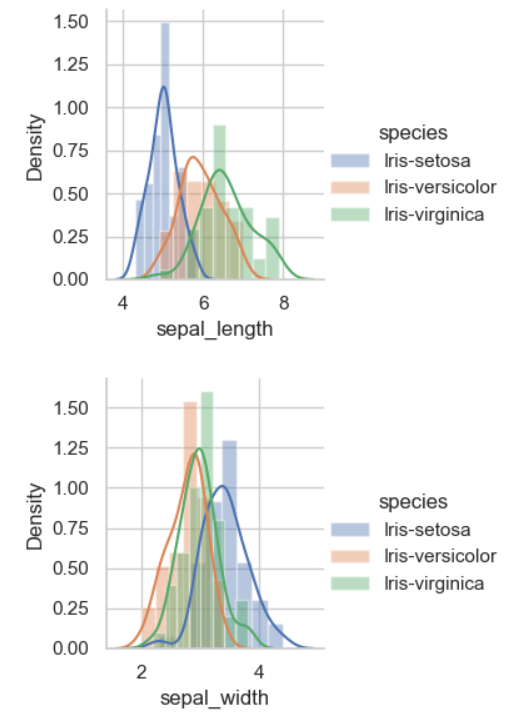 1.50
1.25
1.00
0.75
0.50
0.25
0.00
Density
4 6 8
sepal_length
species
Iris-setosa
Iris-versicolor
Iris-virginica
1.50
1.25
1.00
0.75
0.50
0.25
0.00
Density
2 4
sepal_width
species
Iris-setosa
Iris-versicolor
Iris-virginica